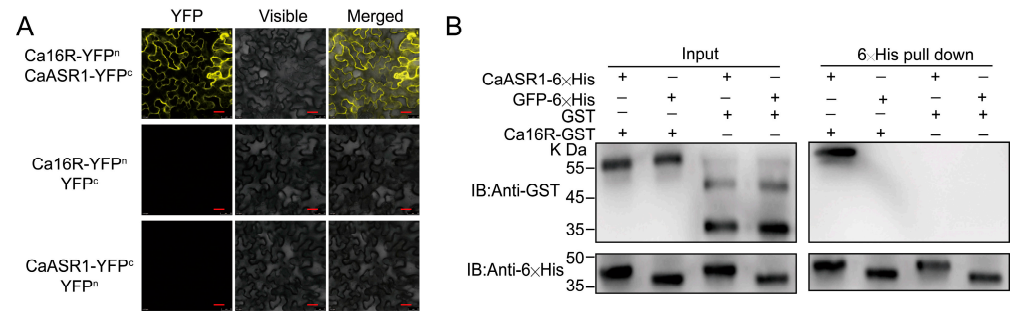 A
YFP Visible Merged
Ca16R-YFPⁿ
CaASR1-YFPᶜ
Ca16R-YFPⁿ
YFPᶜ
CaASR1-YFPᶜ
YFPⁿ
B
Input 6×His pull down
CaASR1-6×His + − + − + − + −
GFP-6×His − + − + − + − +
GST − − + + − − + +
Ca16R-GST + + − − + + − −
K Da
55
IB:Anti-GST
45
35
50
IB:Anti-6×His
35